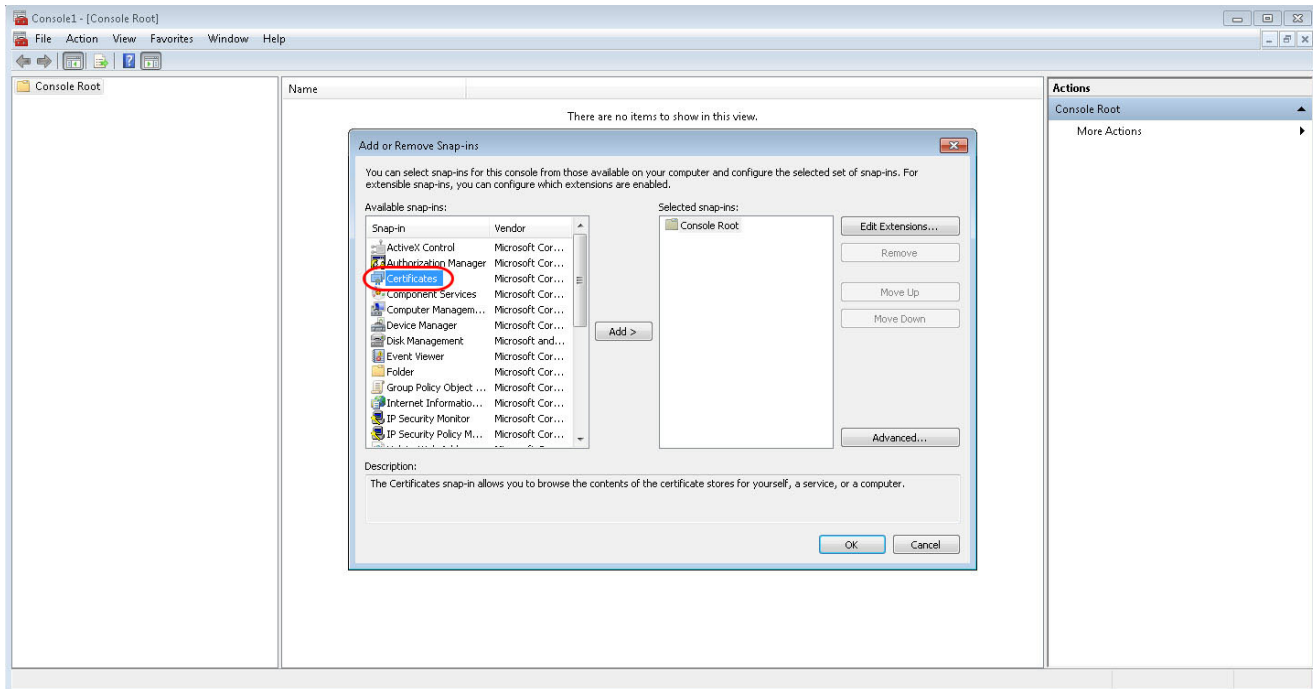 Console1 - [Console Root]
File Action View Favorites Window Help
Console Root
Name
There are no items to show in this view.
Actions
Console Root
More Actions
Add or Remove Snap-ins
You can select snap-ins for this console from those available on your computer and configure the selected set of snap-ins. For
extensible snap-ins, you can configure which extensions are enabled.
Available snap-ins:
Snap-in Vendor
ActiveX Control Microsoft Cor...
Authorization Manager Microsoft Cor...
Certificates Microsoft Cor...
Component Services Microsoft Cor...
Computer Managem... Microsoft Cor...
Device Manager Microsoft Cor...
Disk Management Microsoft and...
Event Viewer Microsoft Cor...
Folder Microsoft Cor...
Group Policy Object ... Microsoft Cor...
Internet Informatio... Microsoft Cor...
IP Security Monitor Microsoft Cor...
IP Security Policy M... Microsoft Cor...
Add >
Selected snap-ins:
Console Root
Edit Extensions...
Remove
Move Up
Move Down
Advanced...
Description:
The Certificates snap-in allows you to browse the contents of the certificate stores for yourself, a service, or a computer.
OK
Cancel